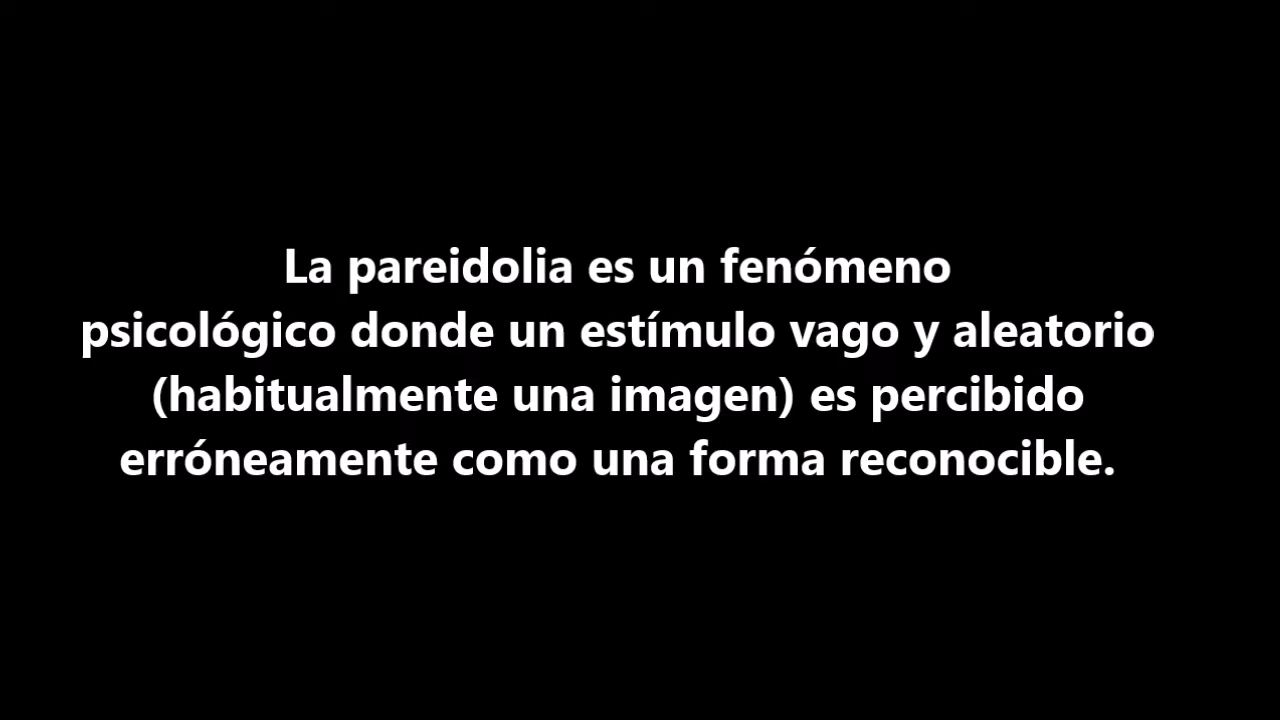 La pareidolia es un fenómeno
psicológico donde un estímulo vago y aleatorio
(habitualmente una imagen) es percibido
erróneamente como una forma reconocible.